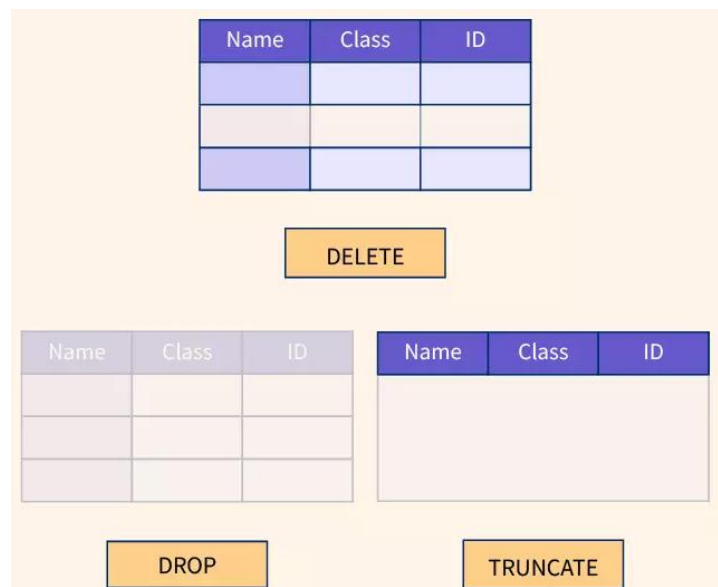 Name Class ID
DELETE
Name Class ID
Name Class ID
DROP
TRUNCATE